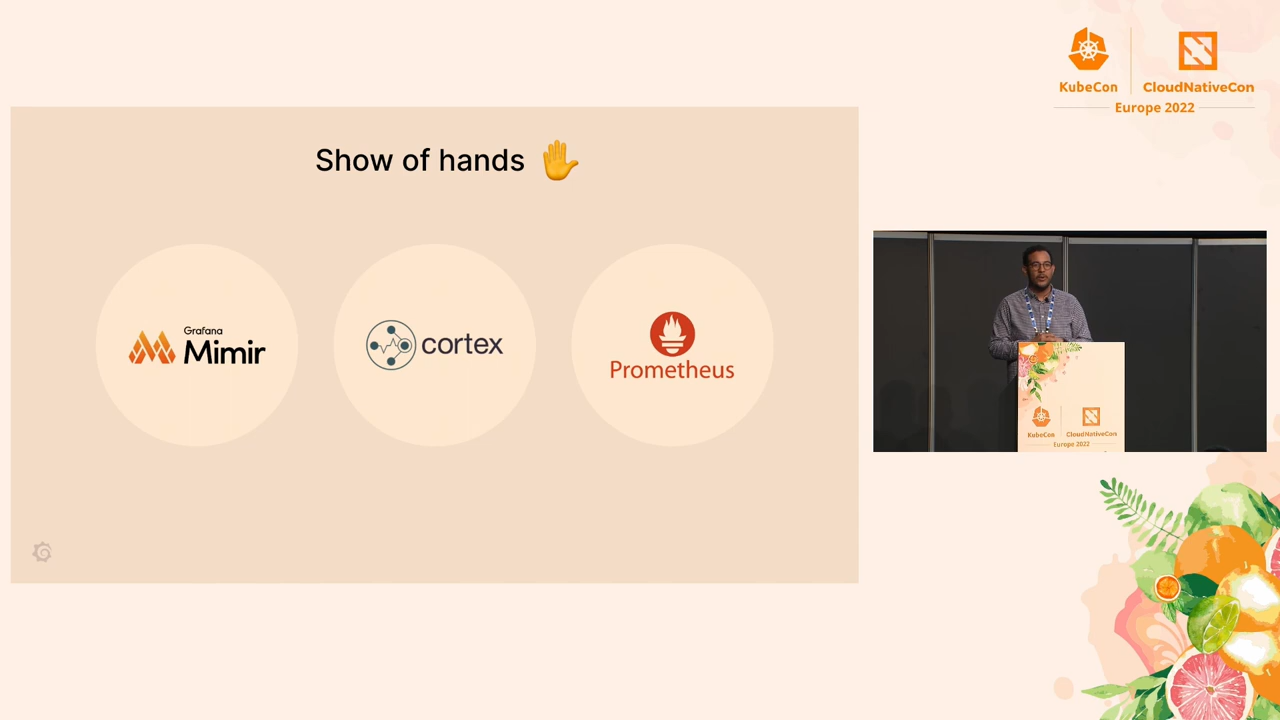 KubeCon
CloudNativeCon
Europe 2022
Show of hands
Grafana
Mimir
cortex
Prometheus
KubeCon
CloudNativeCon
Europe 2022